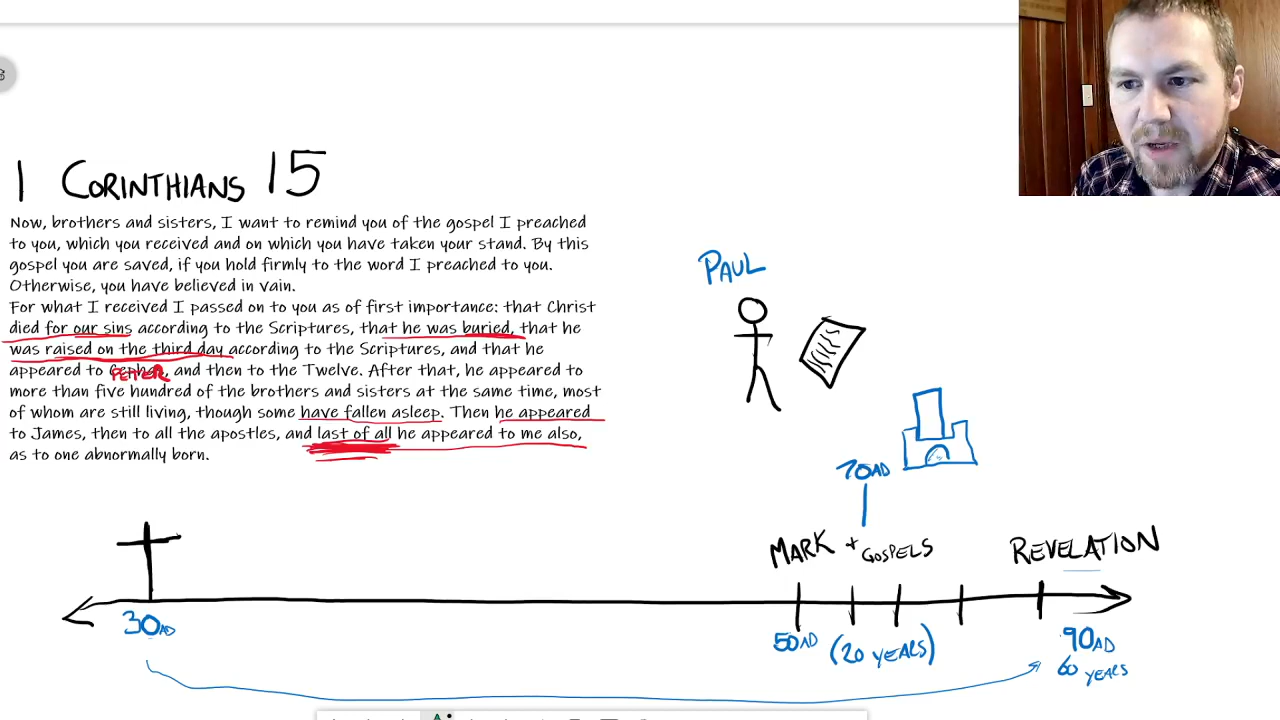 1 CORINTHIANS 15
Now, brothers and sisters, I want to remind you of the gospel I preached
to you, which you received and on which you have taken your stand. By this
gospel you are saved, if you hold firmly to the word I preached to you.
Otherwise, you have believed in vain.
For what I received I passed on to you as of first importance: that Christ
died for our sins according to the Scriptures, that he was buried, that he
was raised on the third day according to the Scriptures, and that he
appeared to PETER, and then to the Twelve. After that, he appeared to
more than five hundred of the brothers and sisters at the same time, most
of whom are still living, though some have fallen asleep. Then he appeared
to James, then to all the apostles, and last of all he appeared to me also,
as to one abnormally born.
PAUL
70AD
MARK + GOSPELS
REVELATION
30AD
50AD
(20 YEARS)
90AD
60 YEARS